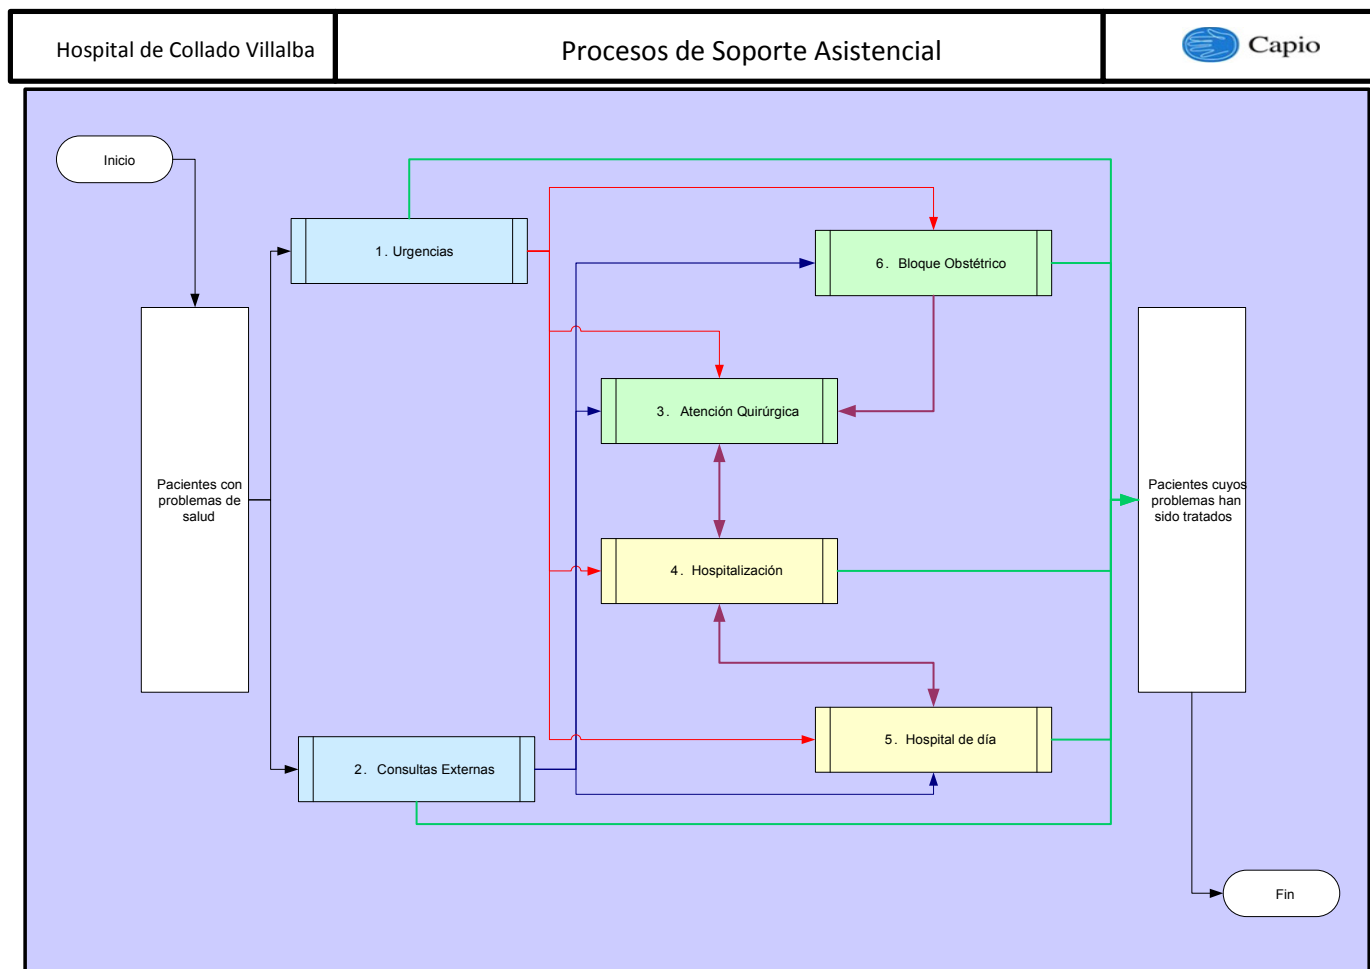 Hospital de Collado Villalba
Procesos de Soporte Asistencial
Capio
Inicio
1. Urgencias
6. Bloque Obstétrico
3. Atención Quirúrgica
Pacientes con
problemas de
salud
Pacientes cuyos
problemas han
sido tratados
4. Hospitalización
5. Hospital de día
2. Consultas Externas
Fin